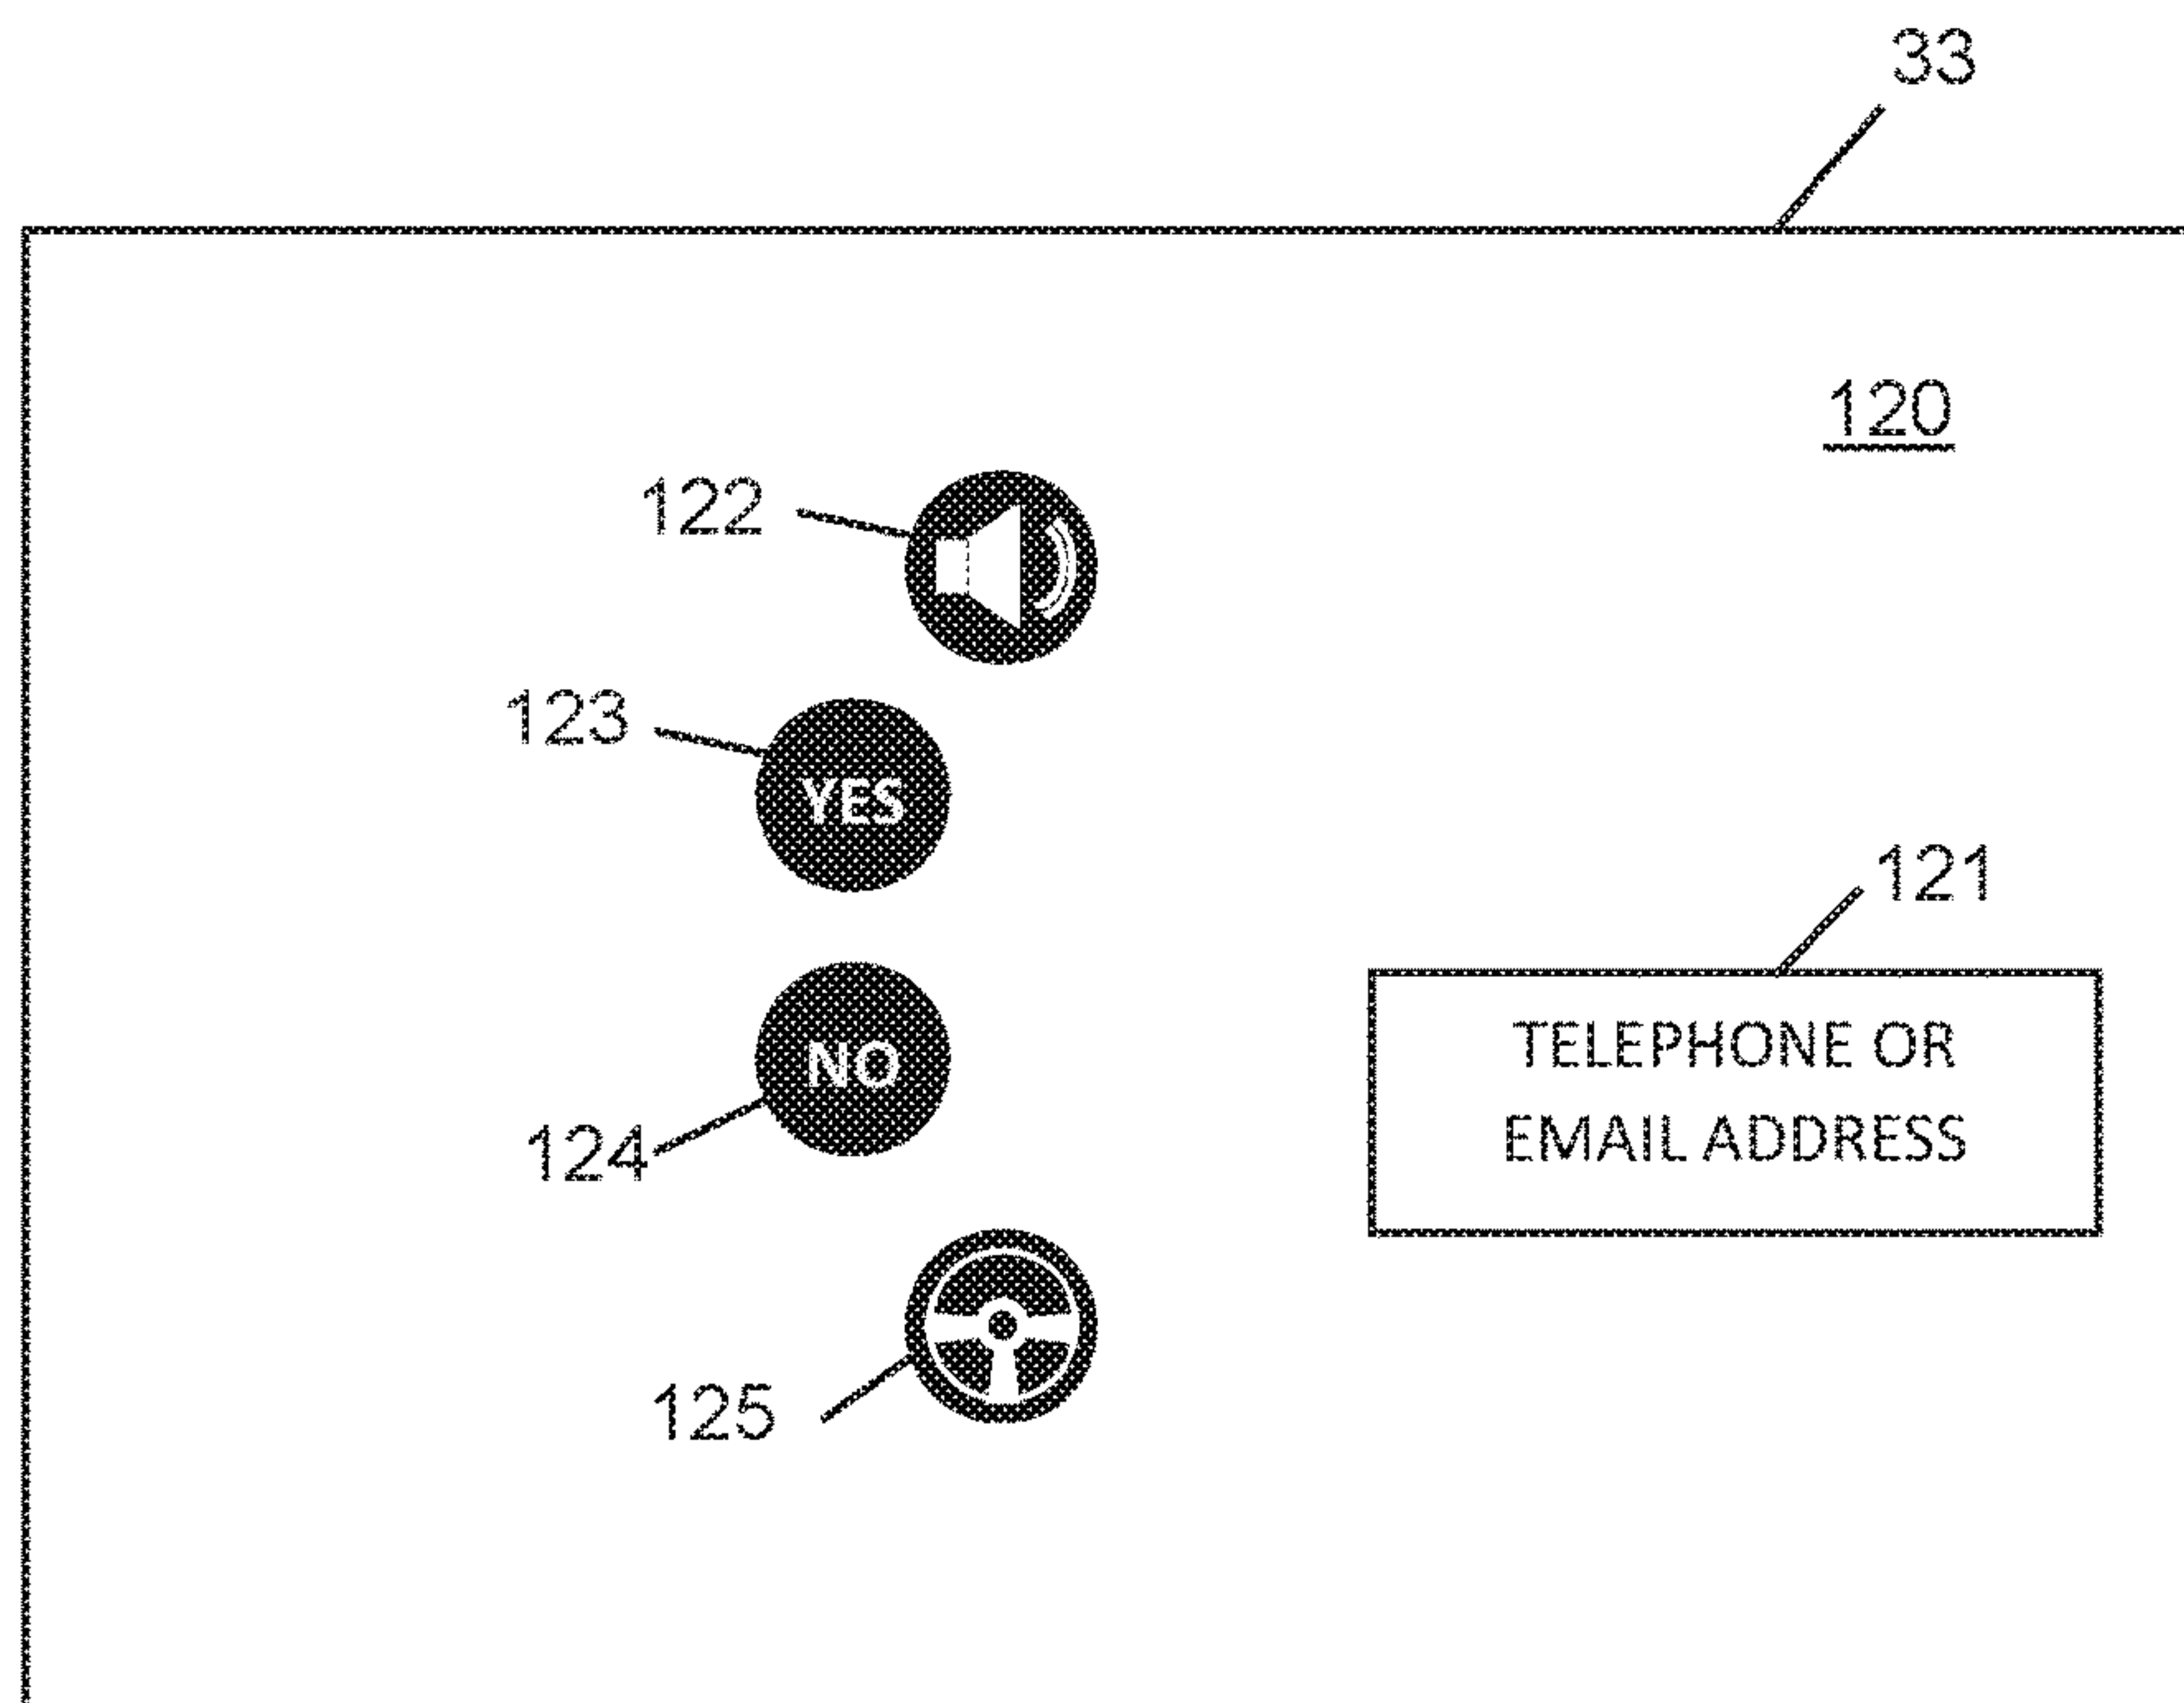 33
120
122
123
YES
121
TELEPHONE OR
EMAIL ADDRESS
NO
124
125